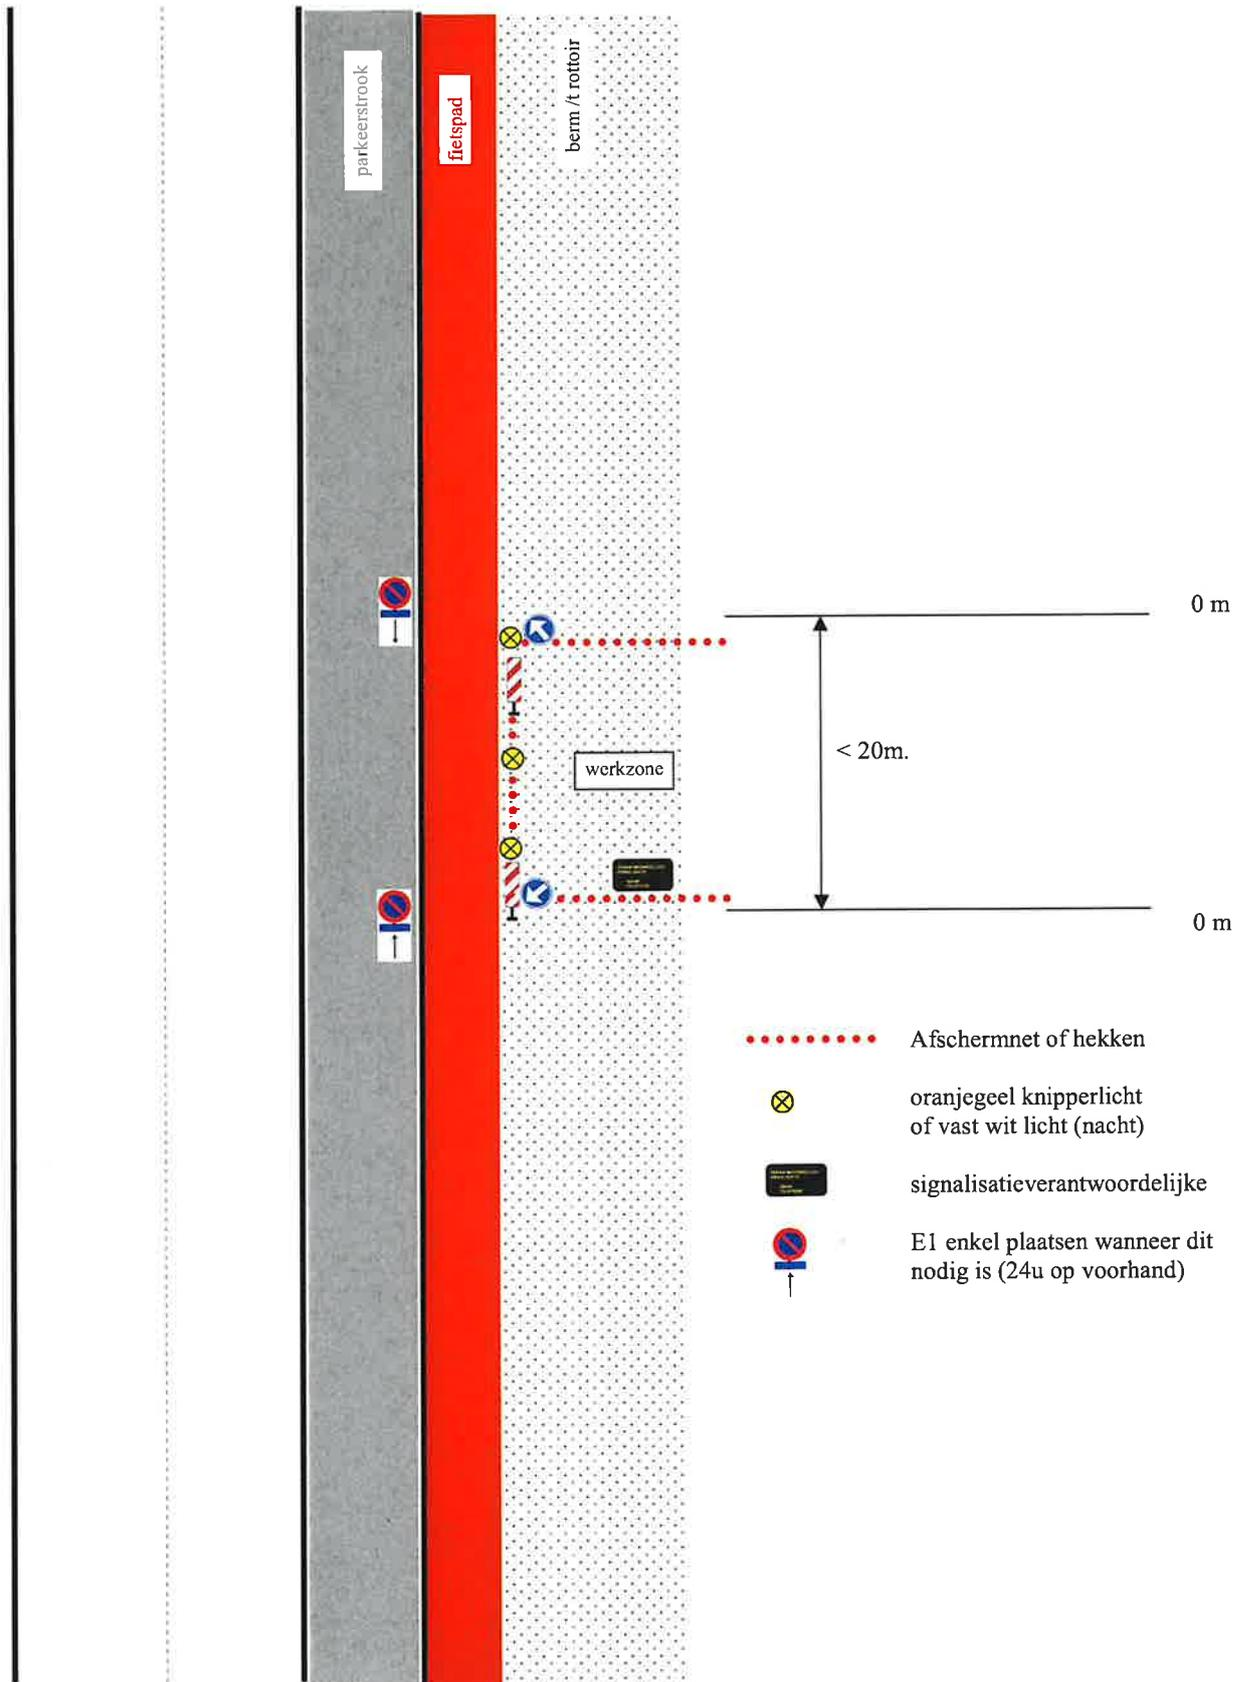 parkeerstrook
fietspad
berm /t rottoir
0 m
< 20m.
werkzone
0 m
Afschermnet of hekken
oranjegeel knipperlicht
of vast wit licht (nacht)
signalisatieverantwoordelijke
E1 enkel plaatsen wanneer dit
nodig is (24u op voorhand)